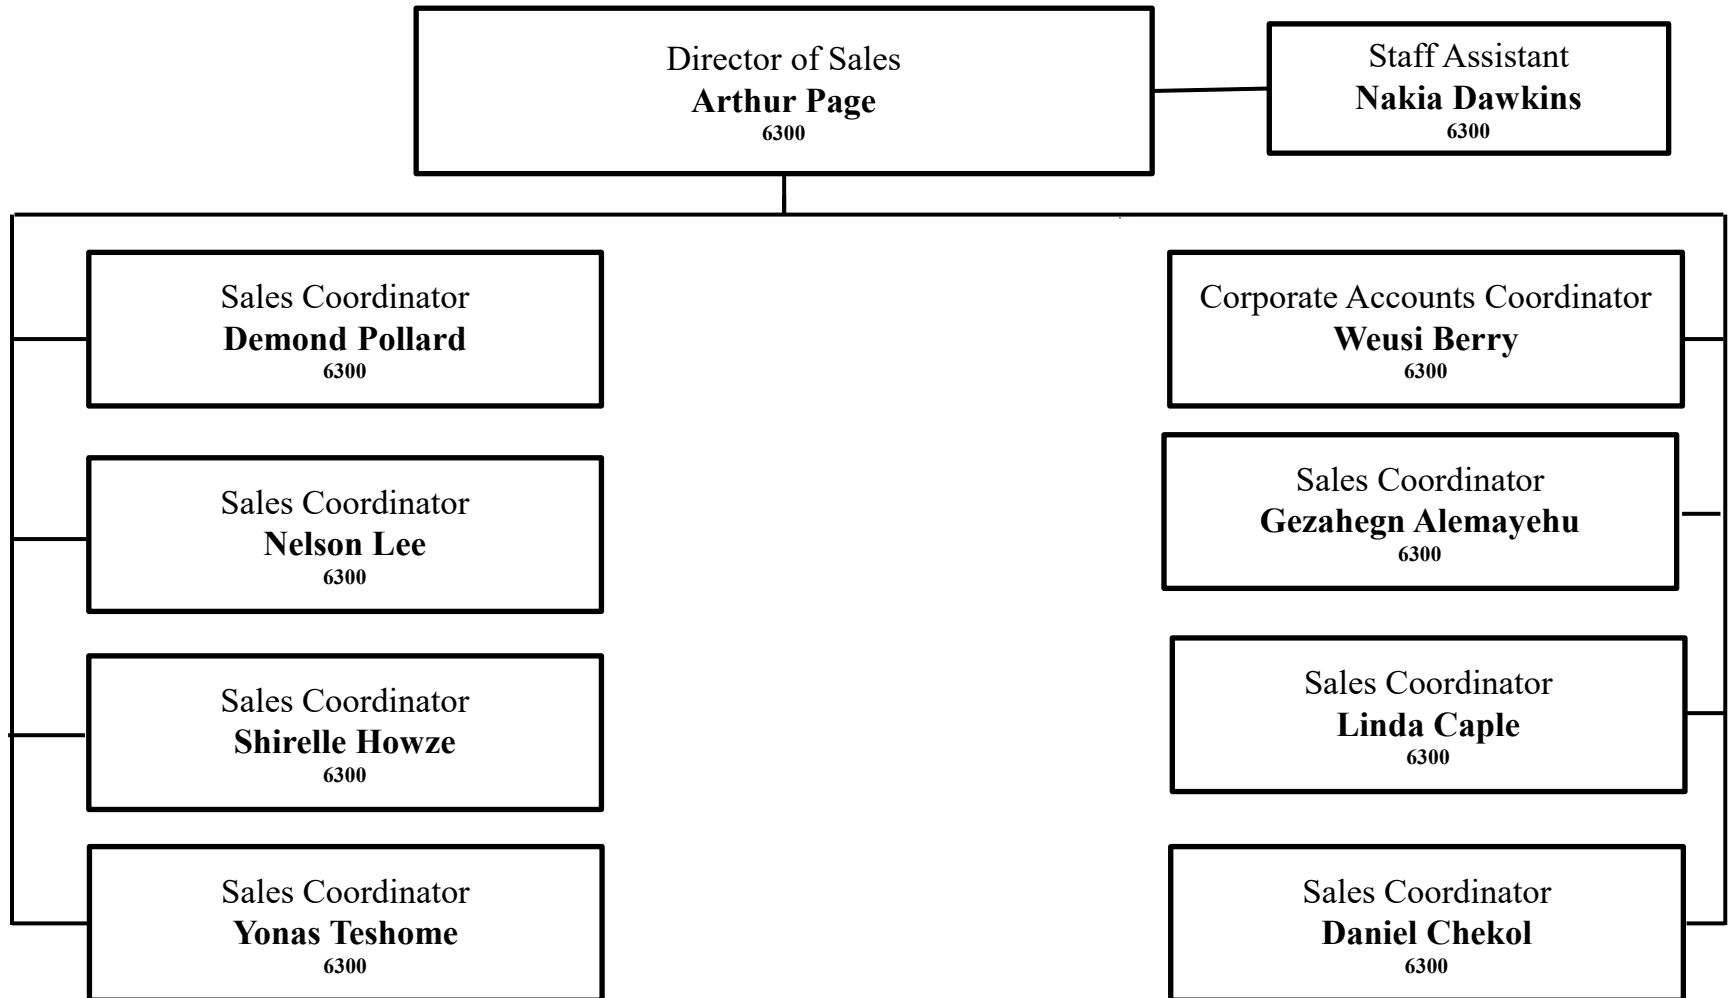 Director of Sales
Arthur Page
6300
Staff Assistant
Nakia Dawkins
6300
Sales Coordinator
Demond Pollard
6300
Corporate Accounts Coordinator
Weusi Berry
6300
Sales Coordinator
Nelson Lee
6300
Sales Coordinator
Gezahegn Alemayehu
6300
Sales Coordinator
Shirelle Howze
6300
Sales Coordinator
Linda Caple
6300
Sales Coordinator
Yonas Teshome
6300
Sales Coordinator
Daniel Chekol
6300